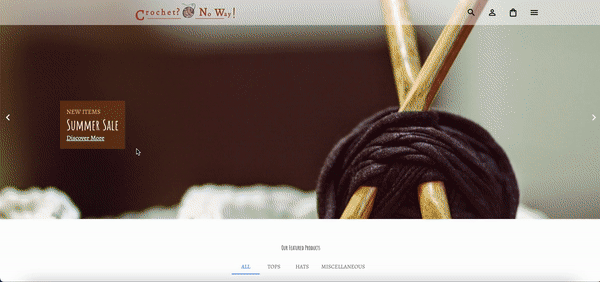 Crochet? No Way!
NEW ITEMS
Summer Sale
Discover More
Our Featured Products
ALL TOPS HATS MISCELLANEOUS